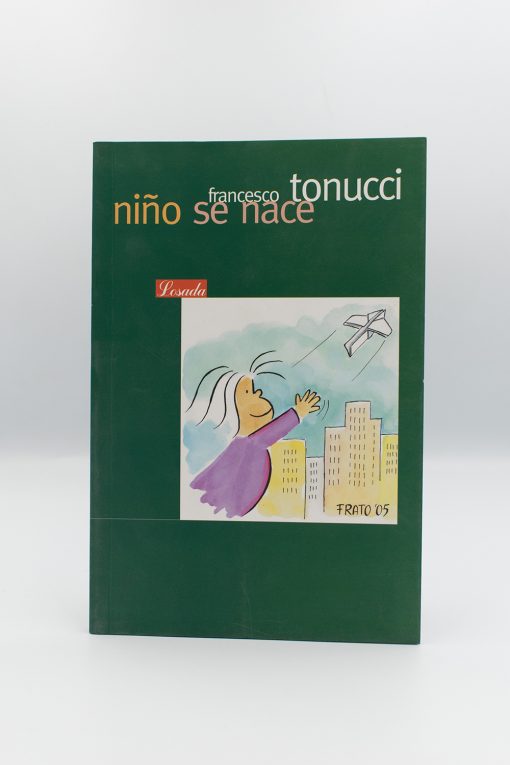 francesco tonucci
niño se nace
Losada
FRATO '05